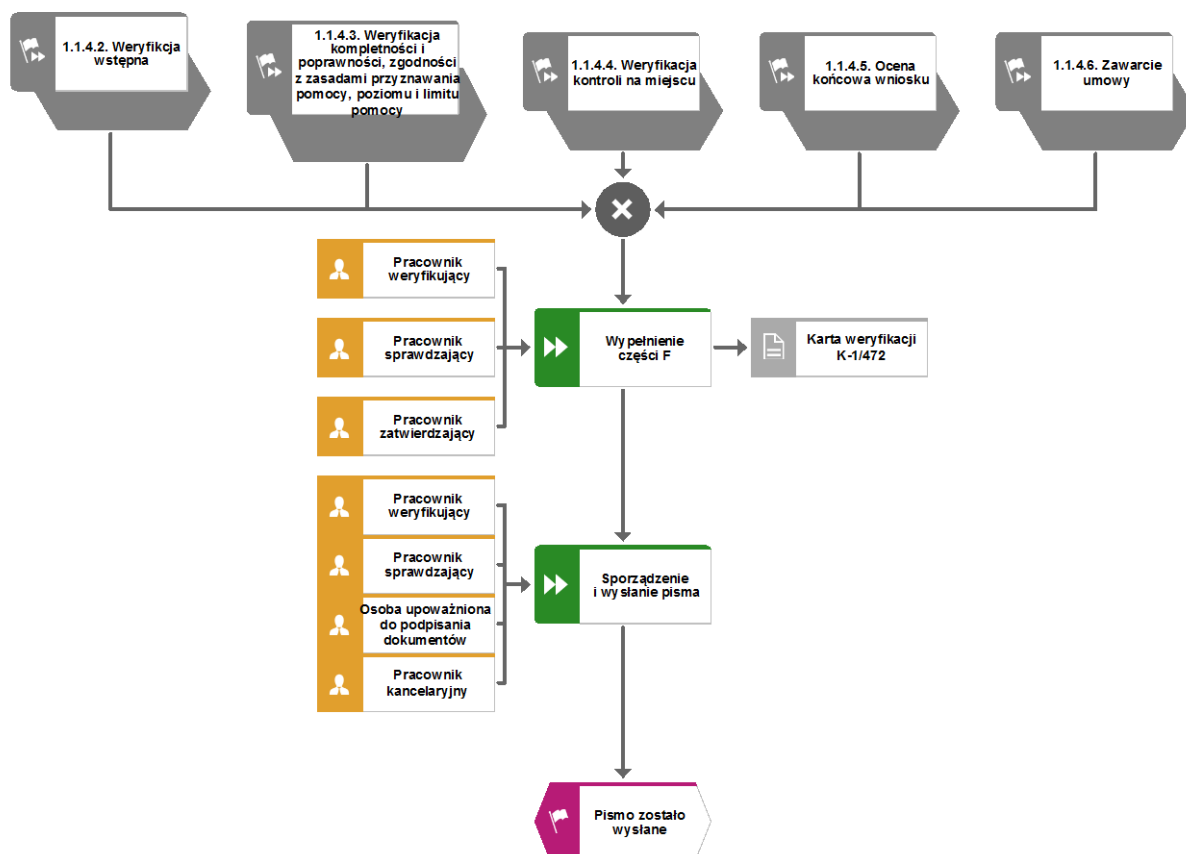 1.1.4.2. Weryfikcja
wstępna
1.1.4.3. Weryfikacja
kompletności i
poprawności, zgodności
z zasadami przyznawania
pomocy, poziomu i limitu
pomocy
1.1.4.4. Weryfikacja
kontroli na miejscu
1.1.4.5. Ocena
końcowa wniosku
1.1.4.6. Zawarcie
umowy
Pracownik
weryfikujący
Pracownik
sprawdzający
Pracownik
zatwierdzający
Wypełnienie
części F
Karta weryfikacji
K-1/472
Pracownik
weryfikujący
Pracownik
sprawdzający
Osoba upoważniona
do podpisania
dokumentów
Pracownik
kancelaryjny
Sporządzenie
i wysłanie pisma
Pismo zostało
wysłane